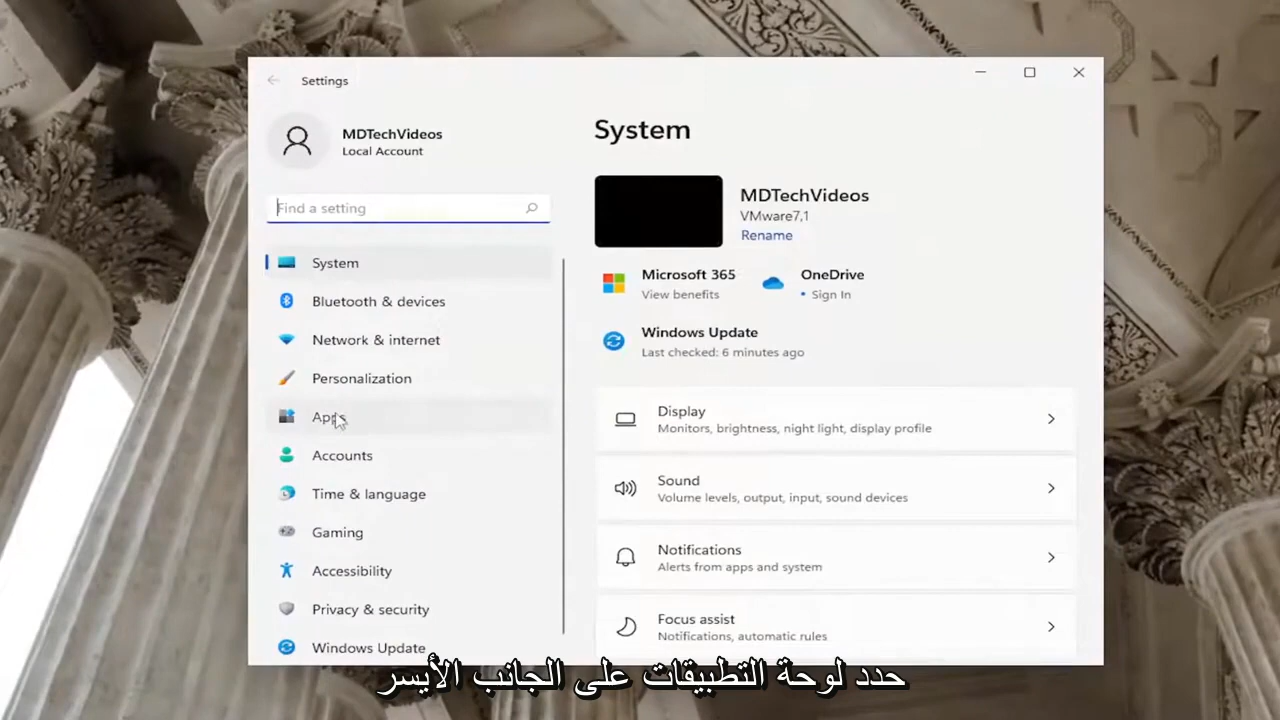 Settings
MDTechVideos
Local Account
Find a setting
System
Bluetooth & devices
Network & internet
Personalization
Apps
Accounts
Time & language
Gaming
Accessibility
Privacy & security
Windows Update
System
MDTechVideos
VMware7,1
Rename
Microsoft 365
View benefits
OneDrive
• Sign In
Windows Update
Last checked: 6 minutes ago
Display
Monitors, brightness, night light, display profile
Sound
Volume levels, output, input, sound devices
Notifications
Alerts from apps and system
Focus assist
Notifications, automatic rules
حدد لوحة التطبيقات على الجانب الأيسر